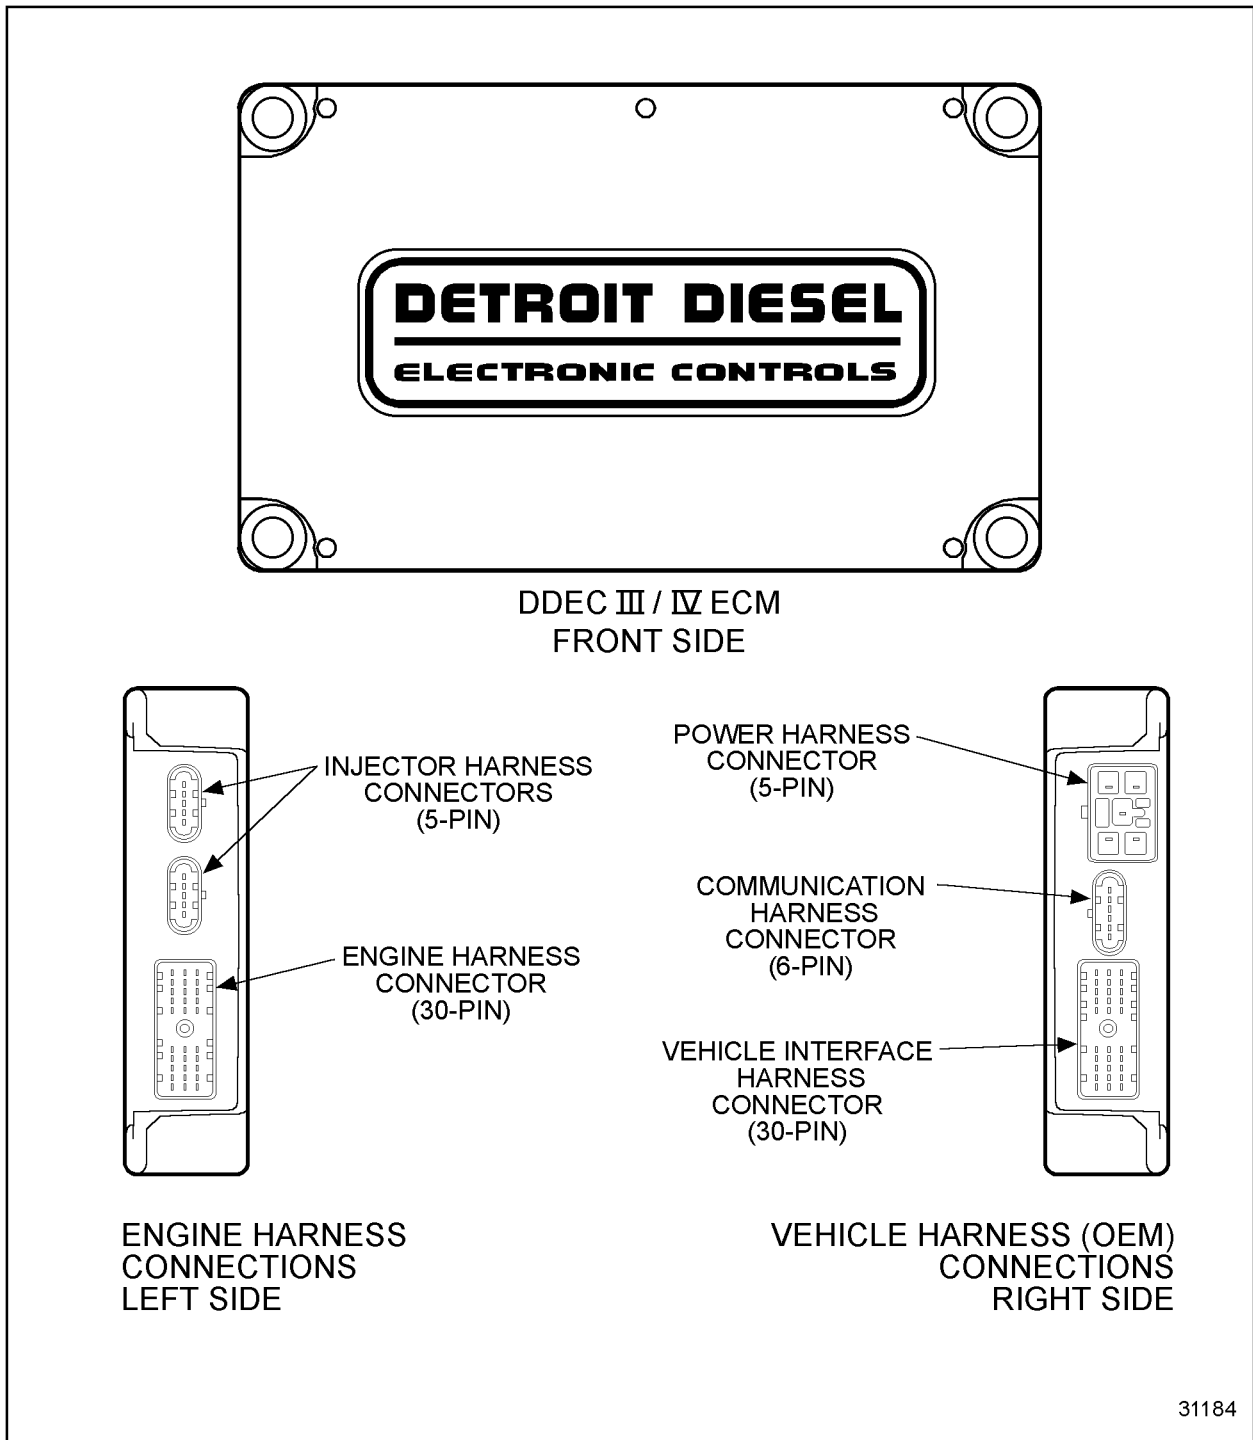 DETROIT DIESEL
ELECTRONIC CONTROLS
DDEC III / IV ECM
FRONT SIDE
INJECTOR HARNESS
CONNECTORS
(5-PIN)
ENGINE HARNESS
CONNECTOR
(30-PIN)
POWER HARNESS
CONNECTOR
(5-PIN)
COMMUNICATION
HARNESS
CONNECTOR
(6-PIN)
VEHICLE INTERFACE
HARNESS
CONNECTOR
(30-PIN)
ENGINE HARNESS
CONNECTIONS
LEFT SIDE
VEHICLE HARNESS (OEM)
CONNECTIONS
RIGHT SIDE
31184